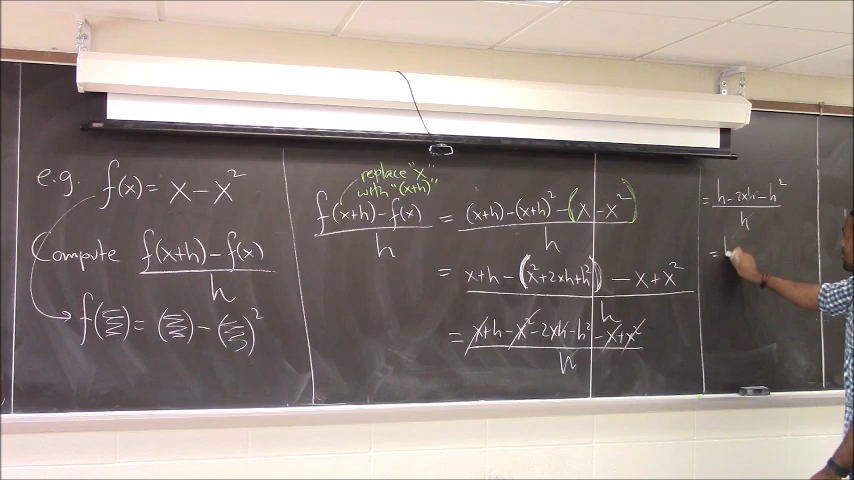 e.g. f(x) = x - x²
Compute f(x+h) - f(x) / h
f( ) = ( ) - ( )²
replace "x"
with "(x+h)"
f(x+h) - f(x) / h = (x+h) - (x+h)² - (x - x²) / h
= x+h - (x²+2xh+h²) - x + x² / h
= x+h - x² - 2xh - h² - x + x² / h
= h - 2xh - h² / h
= h